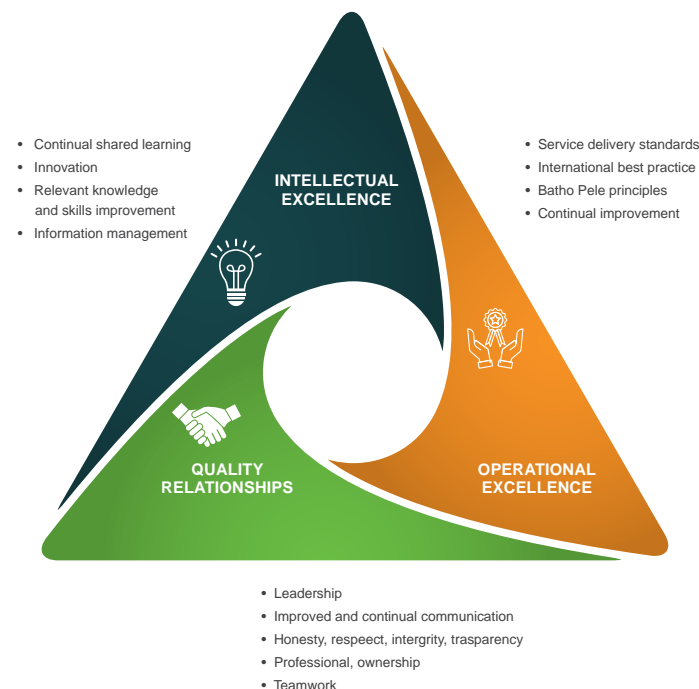 • Continual shared learning
• Innovation
• Relevant knowledge
and skills improvement
• Information management
INTELLECTUAL
EXCELLENCE
• Service delivery standards
• International best practice
• Batho Pele principles
• Continual improvement
QUALITY
RELATIONSHIPS
OPERATIONAL
EXCELLENCE
• Leadership
• Improved and continual communication
• Honesty, respeect, intergrity, trasparency
• Professional, ownership
• Teamwork